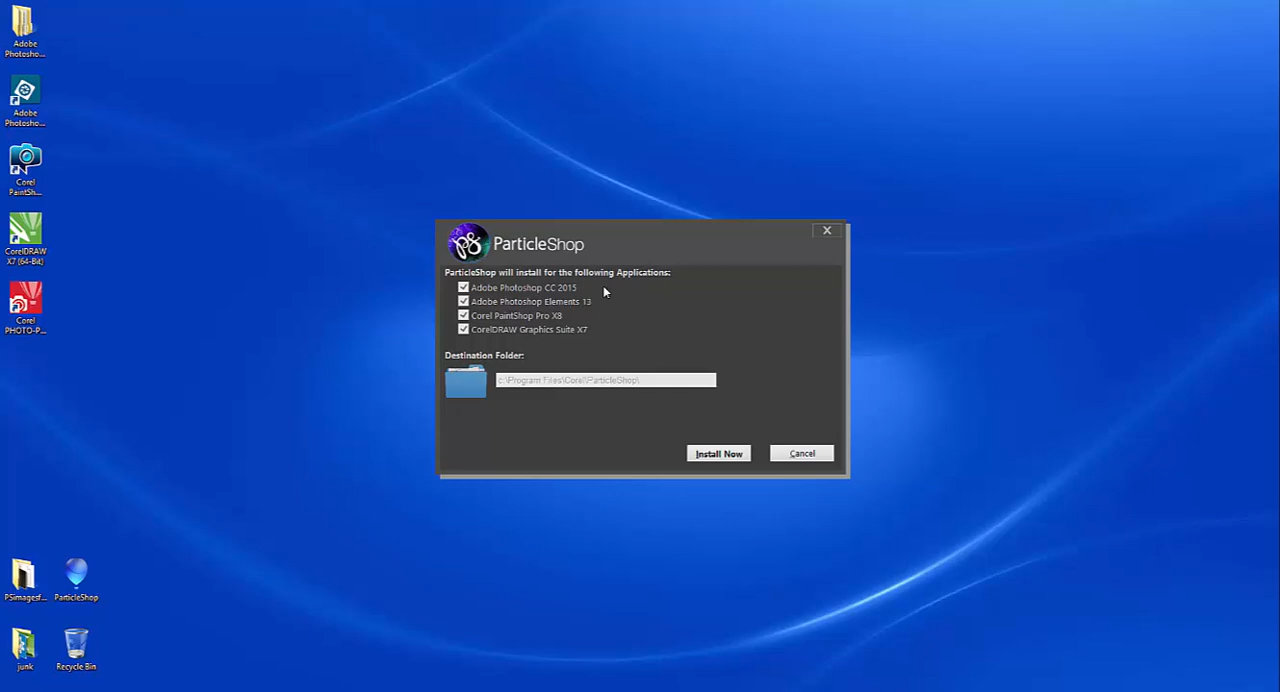 Adobe
Photosho...
Adobe
Photosho...
Corel
PaintSh...
CorelDRAW
X7 (64-Bit)
Corel
PHOTO-P...
ParticleShop
X
ParticleShop will install for the following Applications:
Adobe Photoshop CC 2015
Adobe Photoshop Elements 13
Corel PaintShop Pro X8
CorelDRAW Graphics Suite X7
Destination Folder:
c:\Program Files\Corel\ParticleShop\
Install Now Cancel
PSimagesf... ParticleShop
junk Recycle Bin